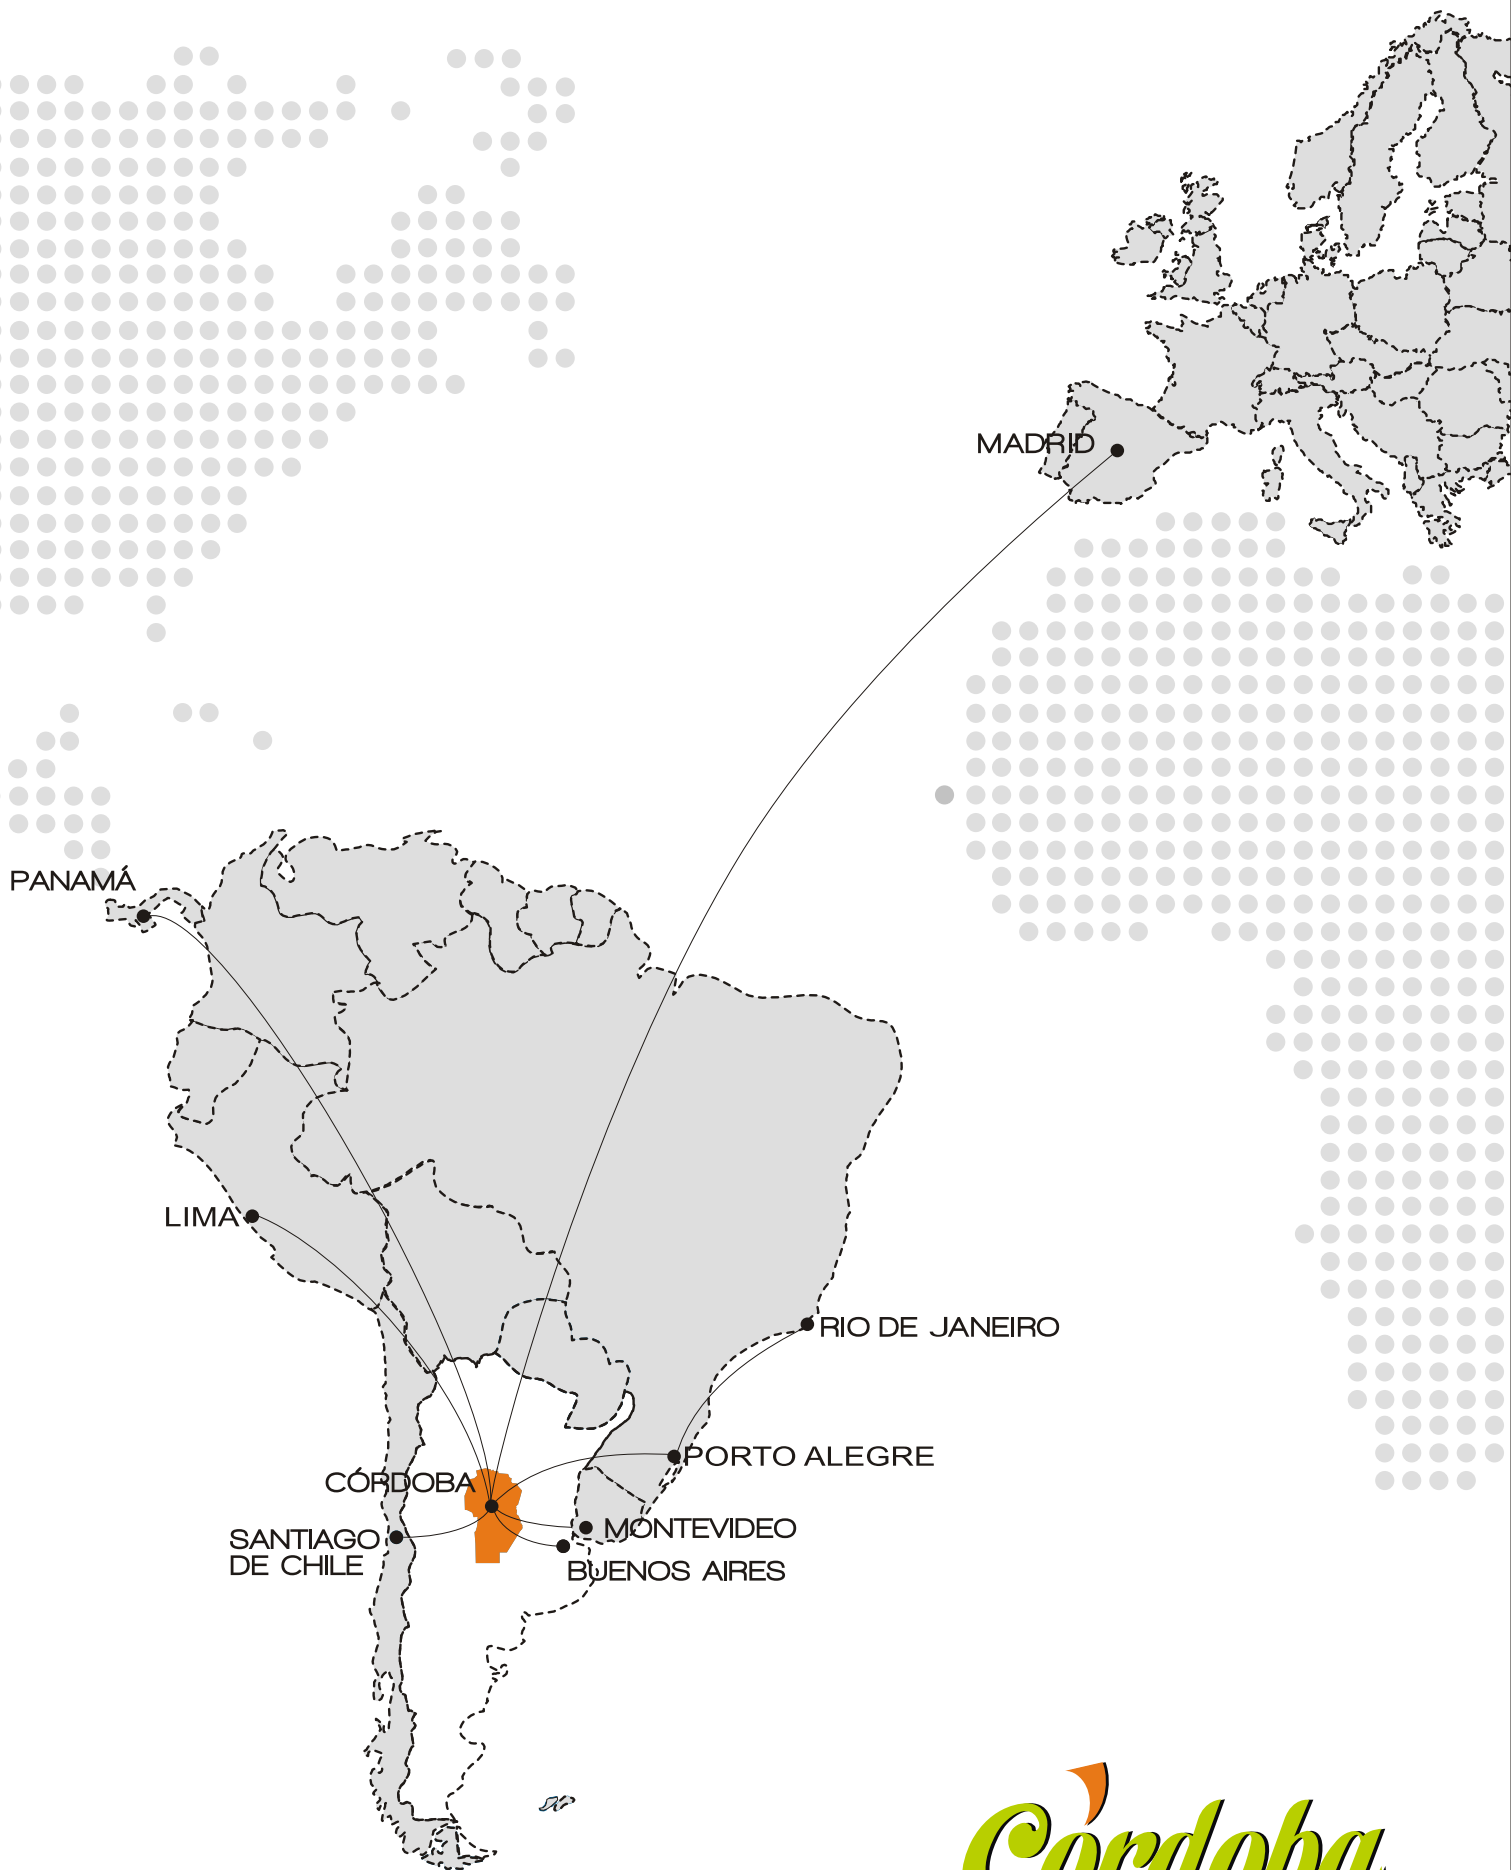 MADRID
PANAMÁ
LIMA
RIO DE JANEIRO
PORTO ALEGRE
CÓRDOBA
MONTEVIDEO
SANTIAGO
DE CHILE
BUENOS AIRES
Córdoba